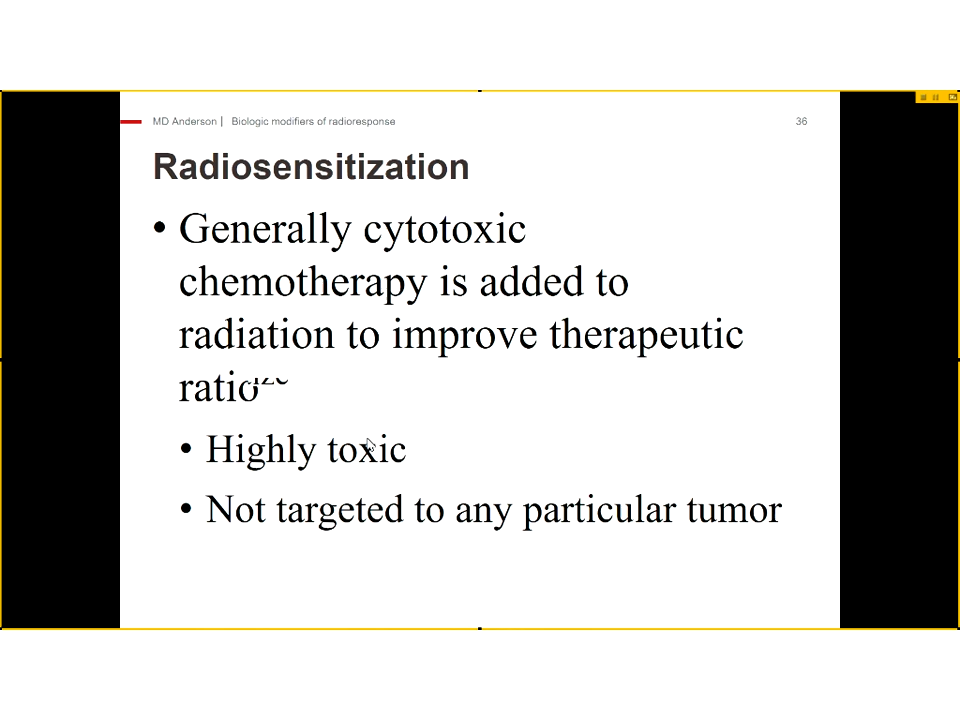 MD Anderson | Biologic modifiers of radioresponse 36
Radiosensitization
• Generally cytotoxic
chemotherapy is added to
radiation to improve therapeutic
ratio
• Highly toxic
• Not targeted to any particular tumor